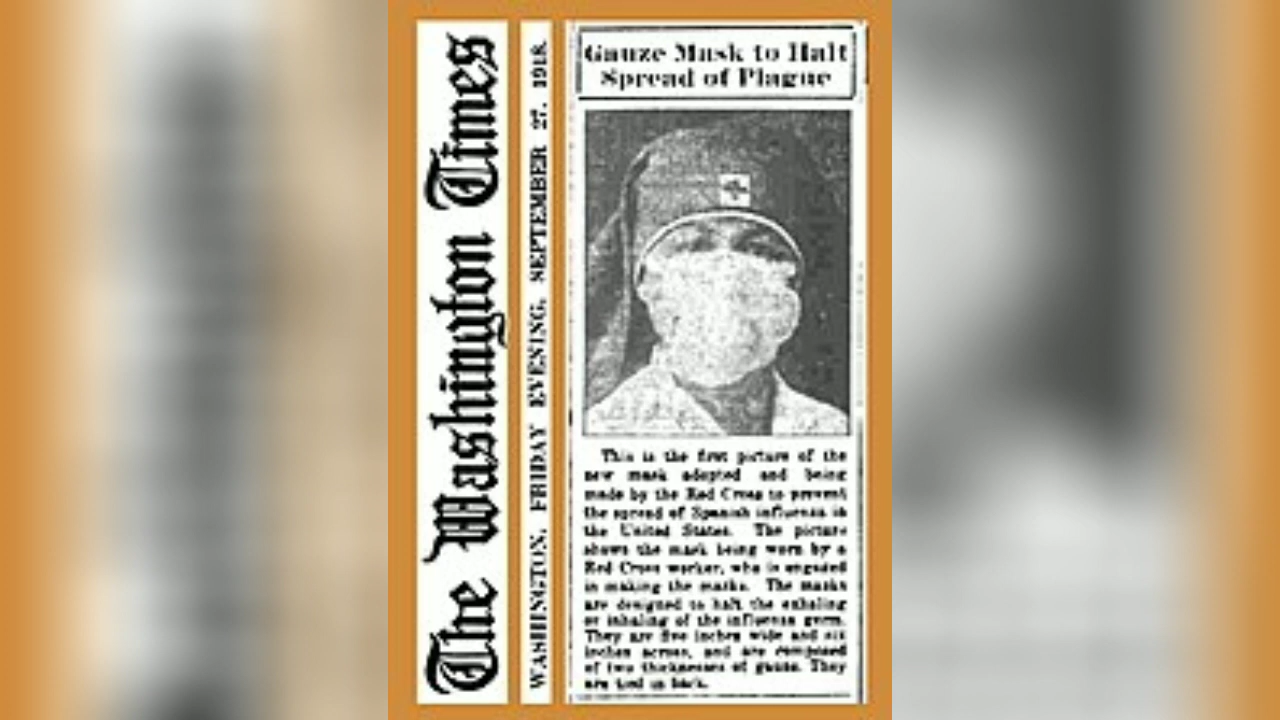 The Washington Times
WASHINGTON, FRIDAY EVENING, SEPTEMBER 27, 1918.
Gauze Mask to Halt
Spread of Plague
This is the first picture of the
new mask adopted and being
made by the Red Cross to prevent
the spread of Spanish influenza in
the United States. The picture
shows the mask being worn by a
Red Cross worker, who is engaged
in making the masks. The masks
are designed to halt the exhaling
or inhaling of the influenza germ.
They are five inches wide and six
inches across, and are composed
of two thicknesses of gauze. They
are tied in back.